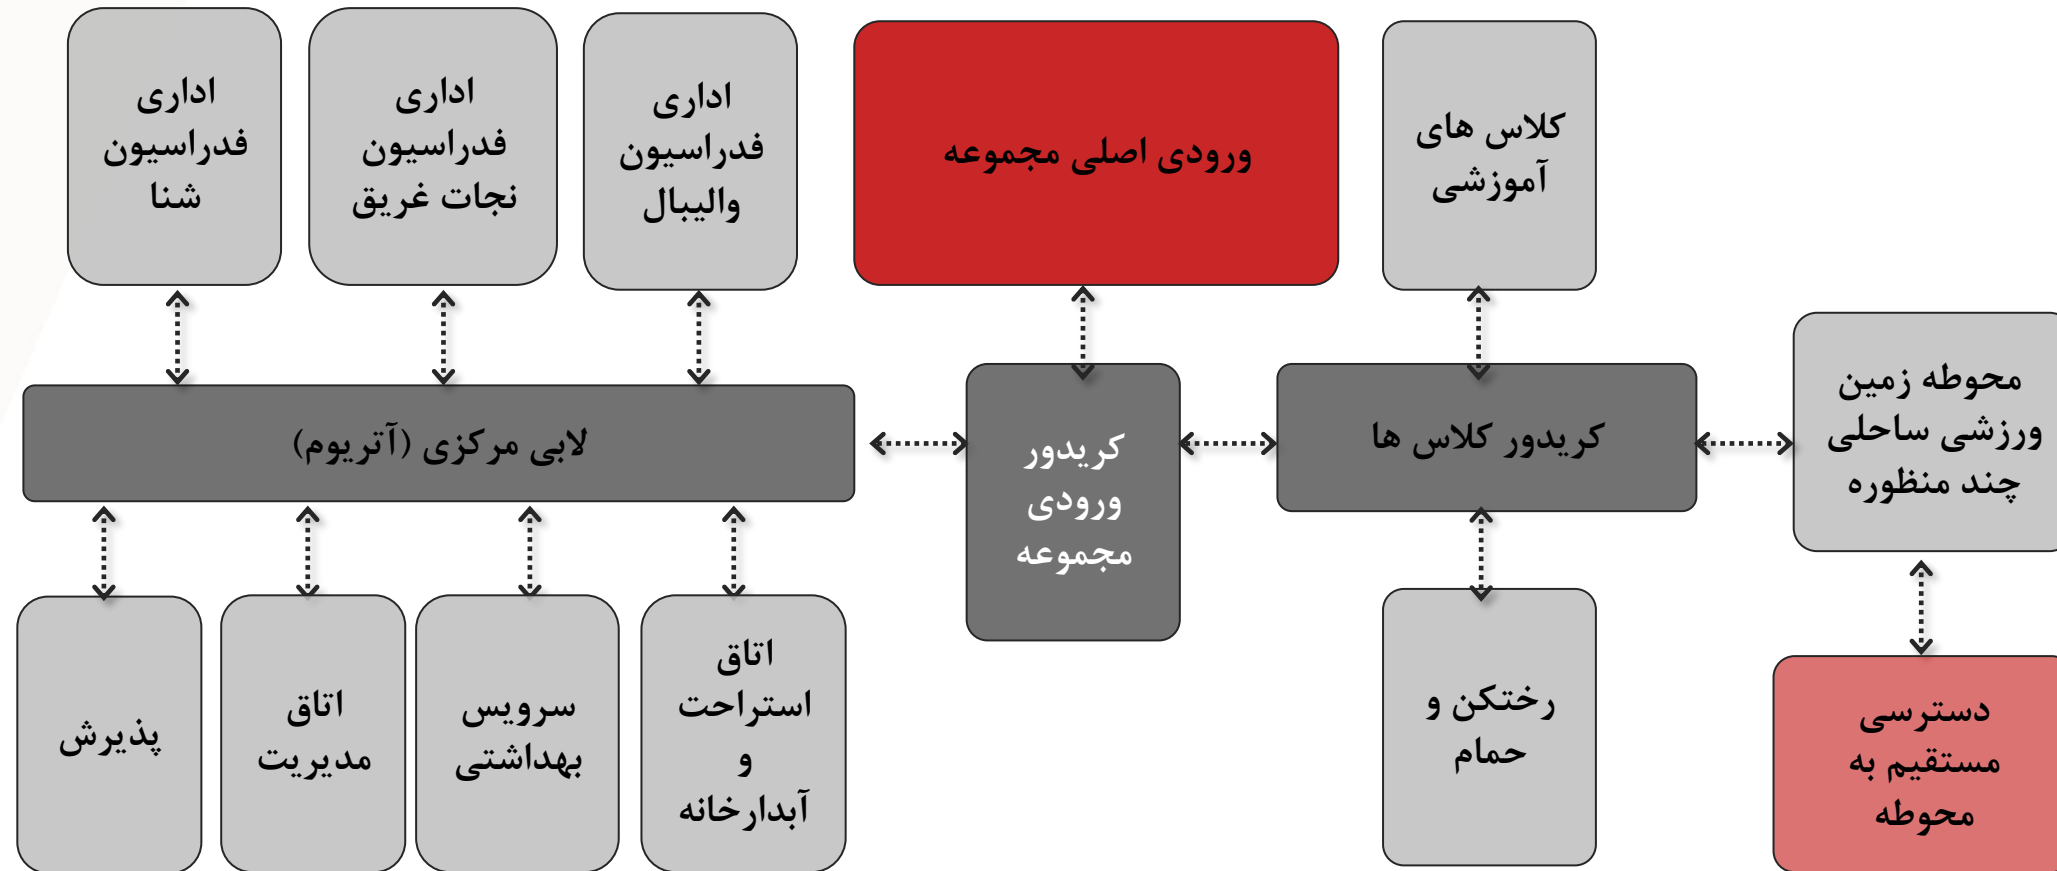 اداری
فدراسیون
شنا
اداری
فدراسیون
نجات غریق
اداری
فدراسیون
والیبال
ورودی اصلی مجموعه
کلاس های
آموزشی
لابی مرکزی (آتریوم)
کریدور
ورودی
مجموعه
کریدور کلاس ها
محوطه زمین
ورزشی ساحلی
چند منظوره
پذیرش
اتاق
مدیریت
سرویس
بهداشتی
اتاق
استراحت
و
آبدارخانه
رختکن و
حمام
دسترسی
مستقیم به
محوطه